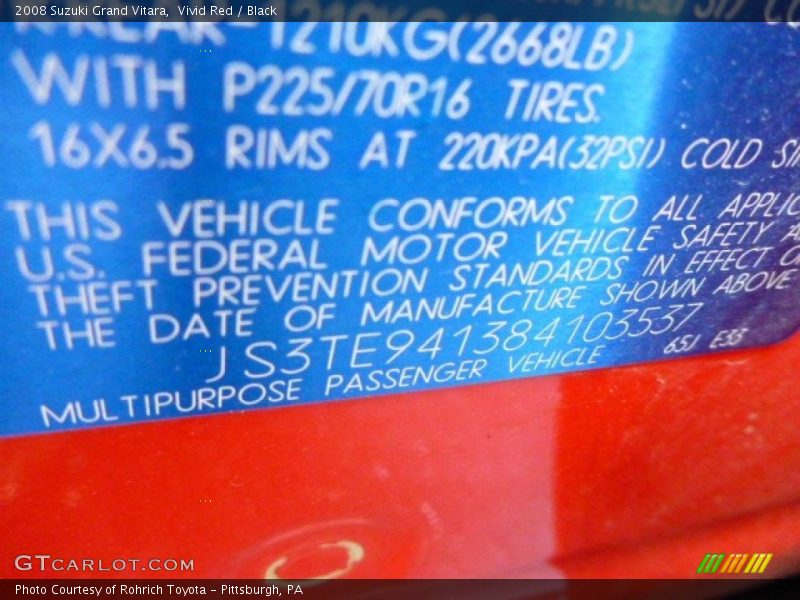 2008 Suzuki Grand Vitara, Vivid Red / Black
1210KG(2668LB)
WITH P225/70R16 TIRES.
16X6.5 RIMS AT 220KPA(32PSI) COLD
THIS VEHICLE CONFORMS TO ALL
U.S. FEDERAL MOTOR VEHICLE SAFETY
THEFT PREVENTION STANDARDS IN EFFECT
THE DATE OF MANUFACTURE SHOWN ABOVE
JS3TE941384103537
MULTIPURPOSE PASSENGER VEHICLE 65J E33
GTCARLOT.COM
Photo Courtesy of Rohrich Toyota - Pittsburgh, PA